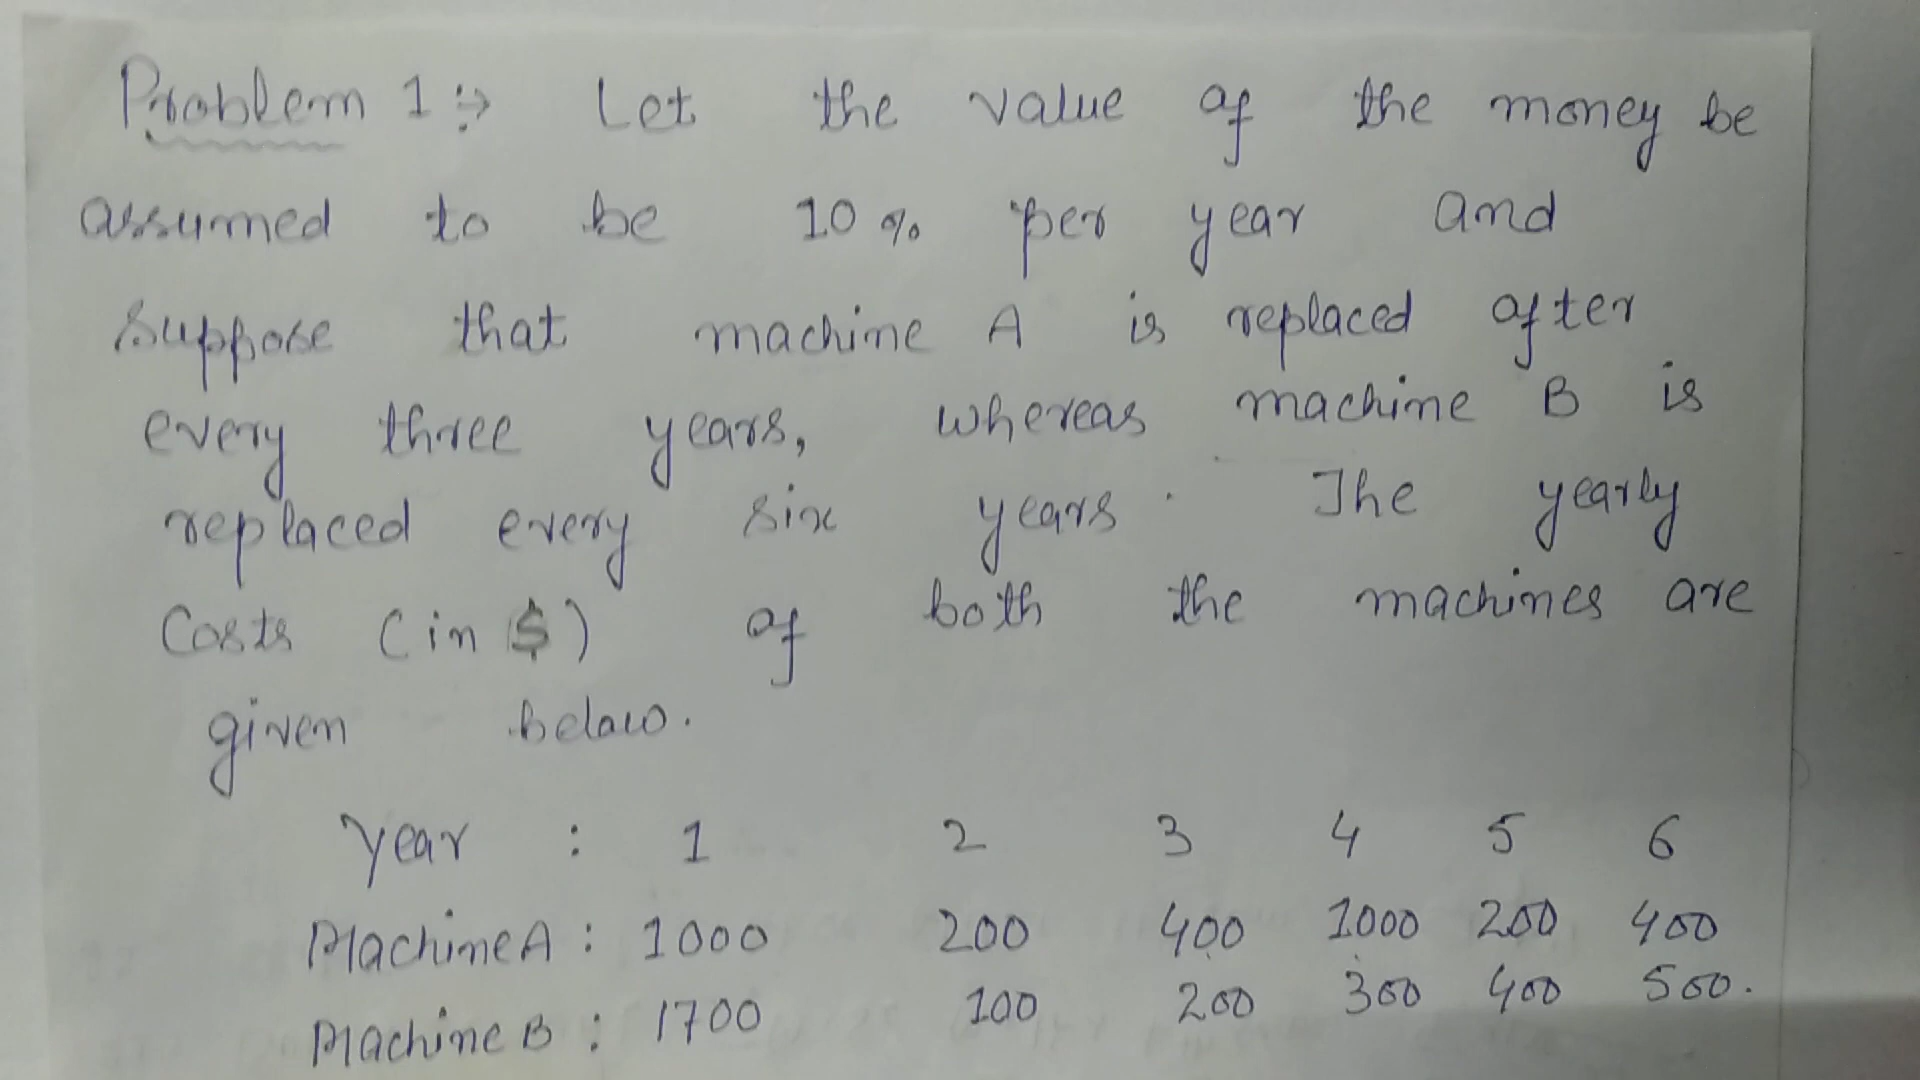 Problem 1 :→ Let the value of the money be
assumed to be 10 % per year and
suppose that machine A is replaced after
every three years, whereas machine B is
replaced every six years. The yearly
Costs (in $) of both the machines are
given below.
Year : 1 2 3 4 5 6
Machine A : 1000 200 400 1000 200 400
Machine B : 1700 100 200 300 400 500.